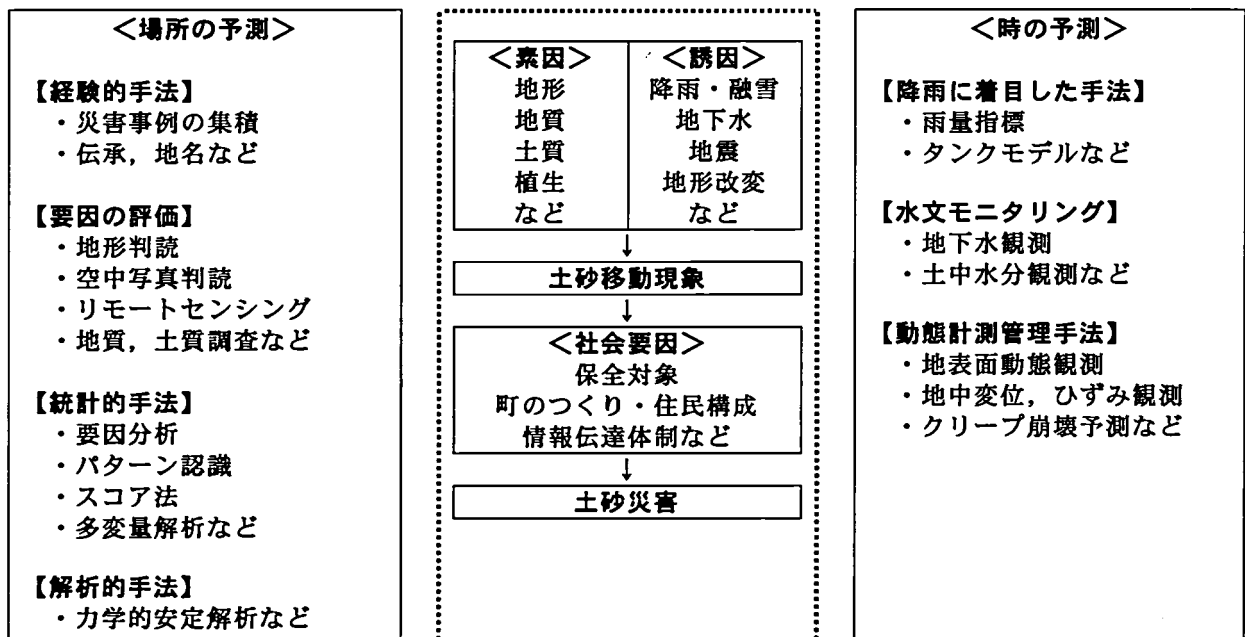 ＜場所の予測＞
【経験的手法】
・災害事例の集積
・伝承，地名など
【要因の評価】
・地形判読
・空中写真判読
・リモートセンシング
・地質，土質調査など
【統計的手法】
・要因分析
・パターン認識
・スコア法
・多変量解析など
【解析的手法】
・力学的安定解析など
＜素因＞
地形
地質
土質
植生
など
＜誘因＞
降雨・融雪
地下水
地震
地形改変
など
↓
土砂移動現象
↓
＜社会要因＞
保全対象
町のつくり・住民構成
情報伝達体制など
↓
土砂災害
＜時の予測＞
【降雨に着目した手法】
・雨量指標
・タンクモデルなど
【水文モニタリング】
・地下水観測
・土中水分観測など
【動態計測管理手法】
・地表面動態観測
・地中変位，ひずみ観測
・クリープ崩壊予測など